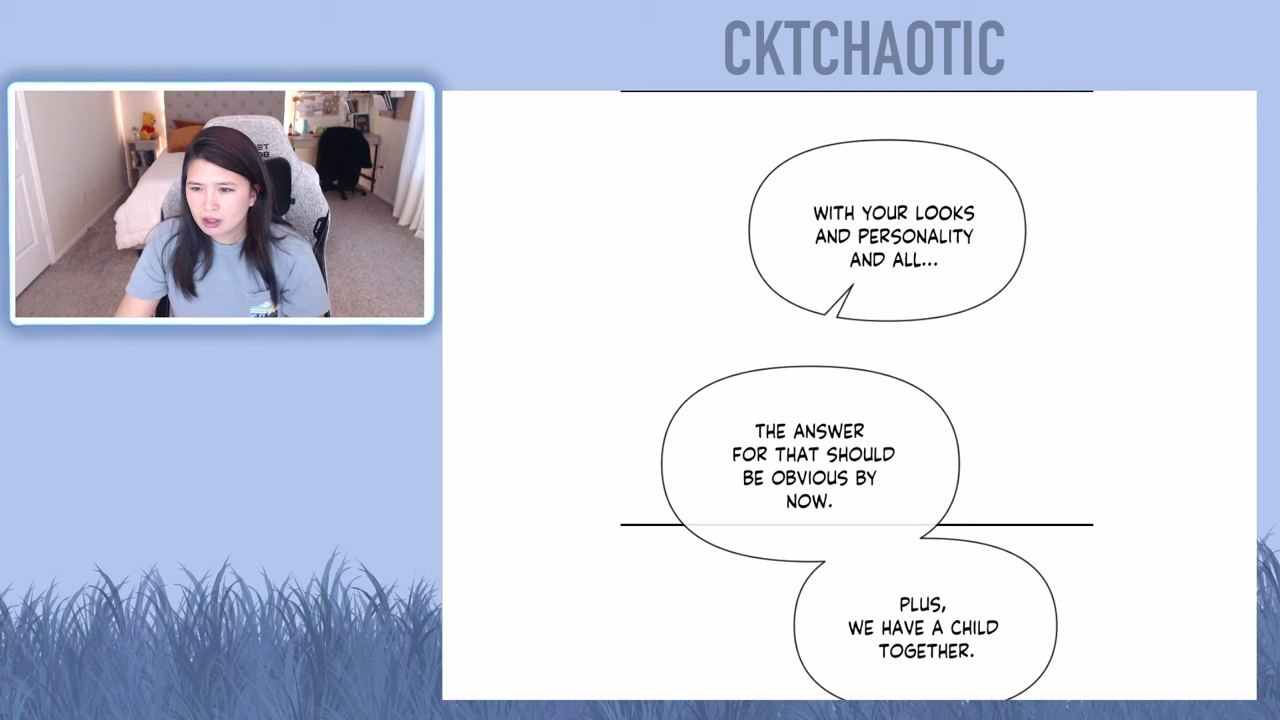 CKTCHAOTIC
WITH YOUR LOOKS
AND PERSONALITY
AND ALL...
THE ANSWER
FOR THAT SHOULD
BE OBVIOUS BY
NOW.
PLUS,
WE HAVE A CHILD
TOGETHER.